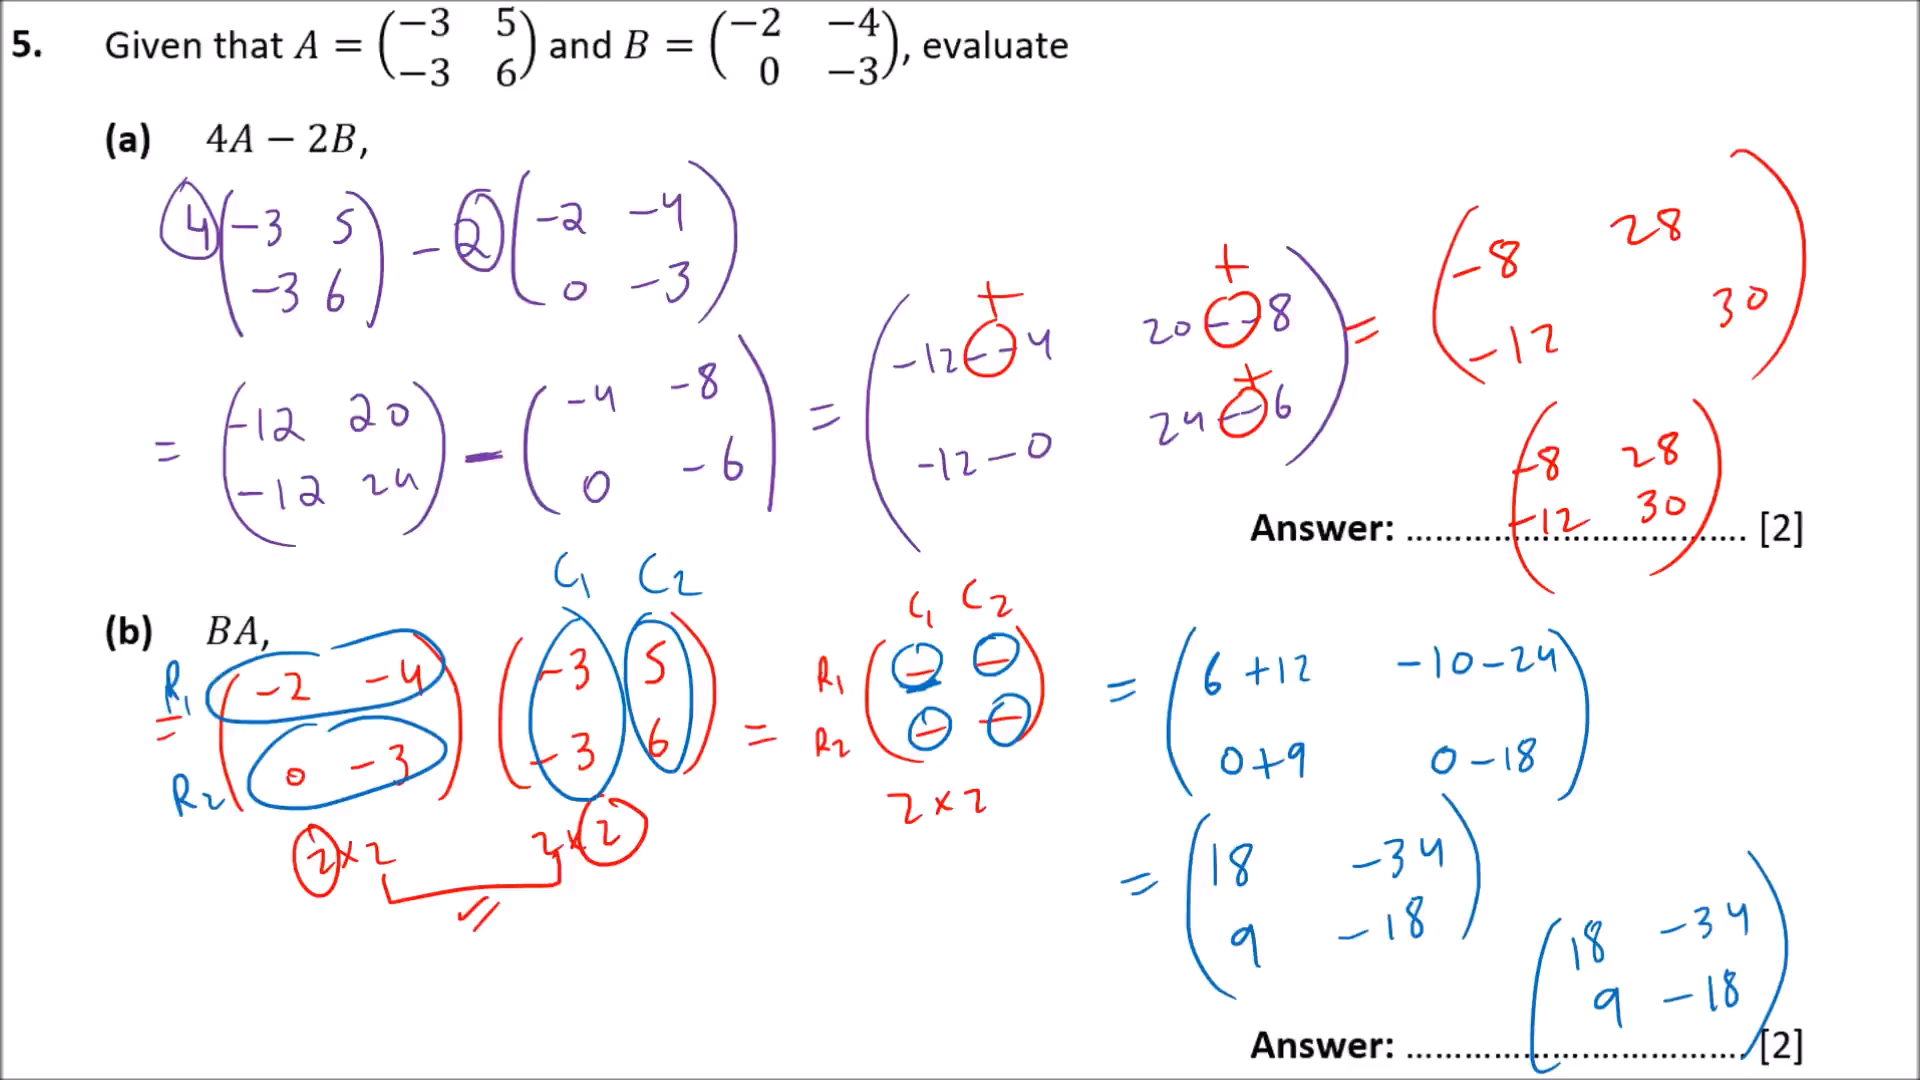 5. Given that A = (−3 5 −3 6) and B = (−2 −4 0 −3), evaluate
(a) 4A − 2B,
4(−3 5 −3 6) − 2(−2 −4 0 −3)
= (−12 20 −12 24) − (−4 −8 0 −6) = (−12 − −4 20 − −8 −12 − 0 24 − −6) = (−8 28 −12 30)
+ + +
(−8 28 −12 30)
Answer: .................................. [2]
(b) BA,
C1 C2
C1 C2
R1 R2 = (−2 −4 0 −3) (−3 5 −3 6) = R1 R2 (− − − −) = (6 + 12 −10 − 24 0 + 9 0 − 18)
2 × 2 2 × 2 2 × 2
= (18 −34 9 −18)
(18 −34 9 −18)
Answer: .................................. [2]